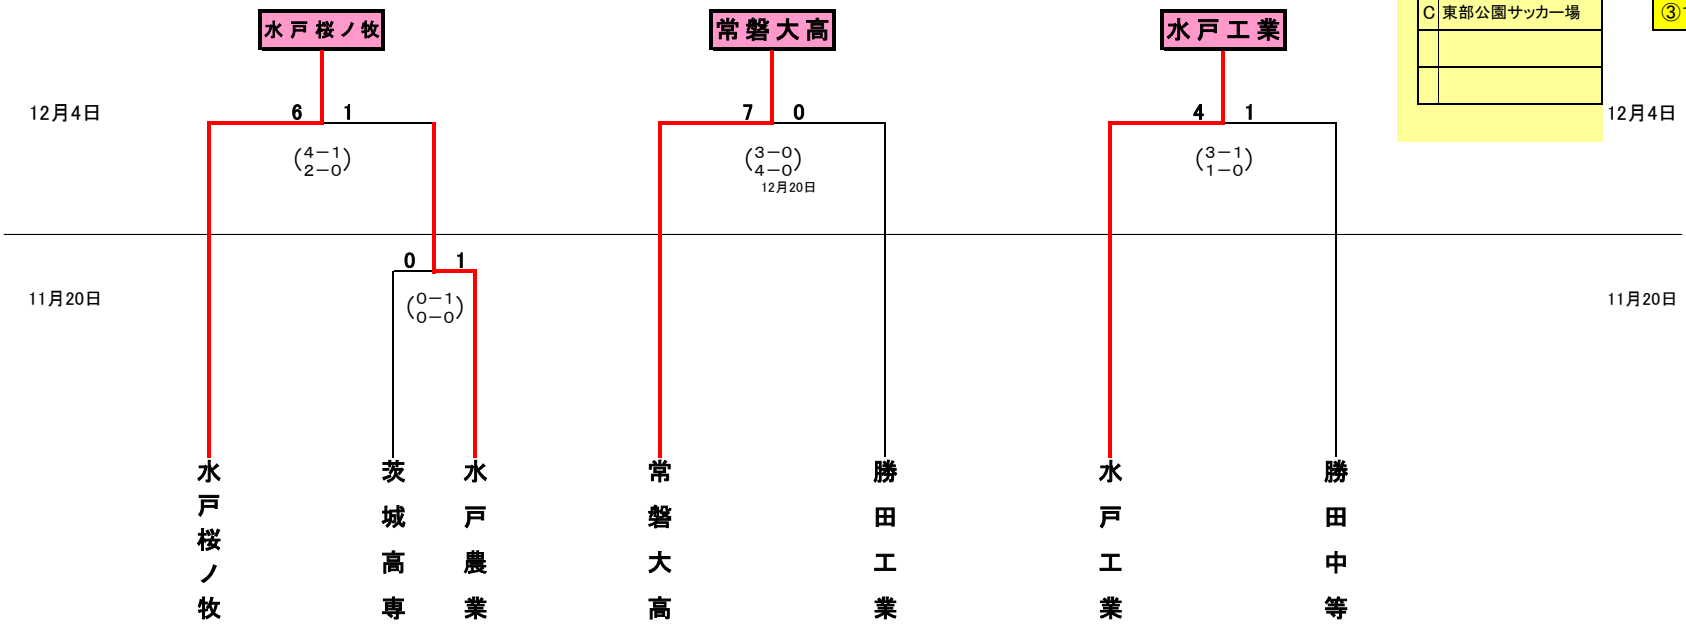 水戸桜ノ牧
常磐大高
水戸工業
C 東部公園サッカー場
③
12月4日
6 1
7 0
4 1
12月4日
(4-1)
(2-0)
(3-0)
(4-0)
12月20日
(3-1)
(1-0)
0 1
11月20日
(0-1)
(0-0)
11月20日
水戸桜ノ牧
茨城高専
水戸農業
常磐大高
勝田工業
水戸工業
勝田中等